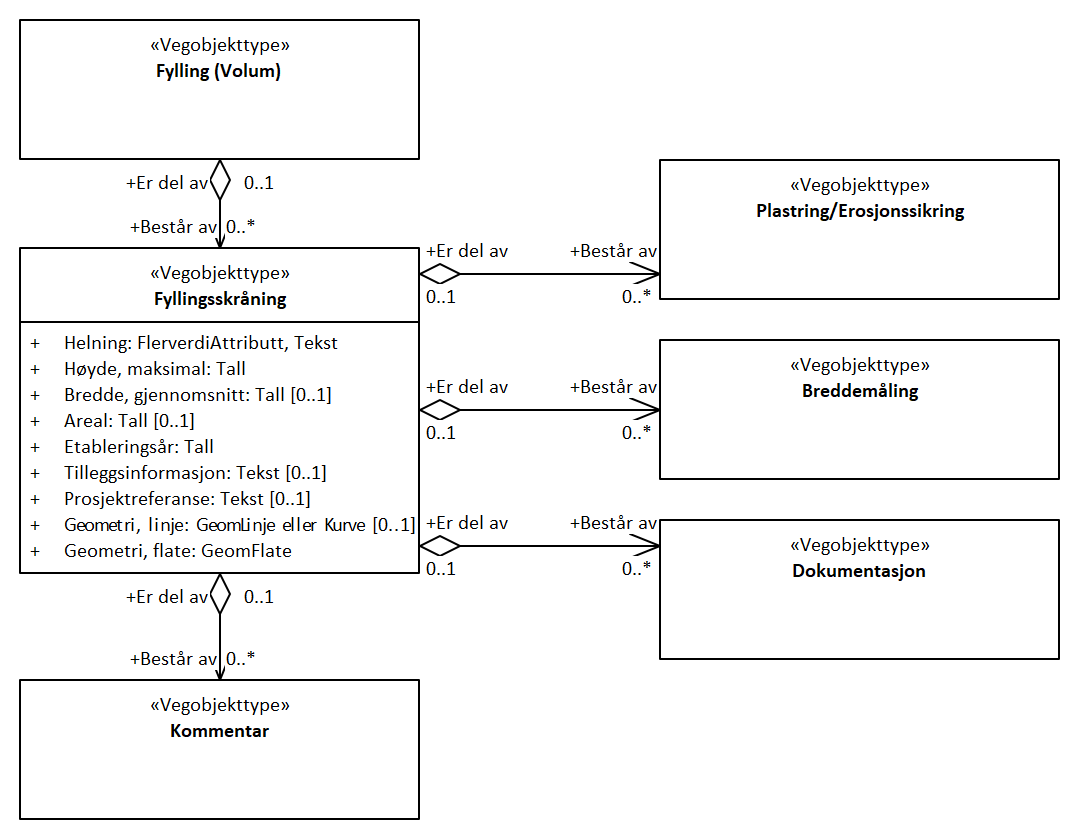 «Vegobjekttype»
Fylling (Volum)
+Er del av 0..1
+Består av 0..*
«Vegobjekttype»
Fyllingsskråning
+ Helning: FlerverdiAttributt, Tekst
+ Høyde, maksimal: Tall
+ Bredde, gjennomsnitt: Tall [0..1]
+ Areal: Tall [0..1]
+ Etableringsår: Tall
+ Tilleggsinformasjon: Tekst [0..1]
+ Prosjektreferanse: Tekst [0..1]
+ Geometri, linje: GeomLinje eller Kurve [0..1]
+ Geometri, flate: GeomFlate
+Er del av +Består av
0..1 0..*
«Vegobjekttype»
Plastring/Erosjonssikring
+Er del av +Består av
0..1 0..*
«Vegobjekttype»
Breddemåling
+Er del av +Består av
0..1 0..*
«Vegobjekttype»
Dokumentasjon
+Er del av 0..1
+Består av 0..*
«Vegobjekttype»
Kommentar